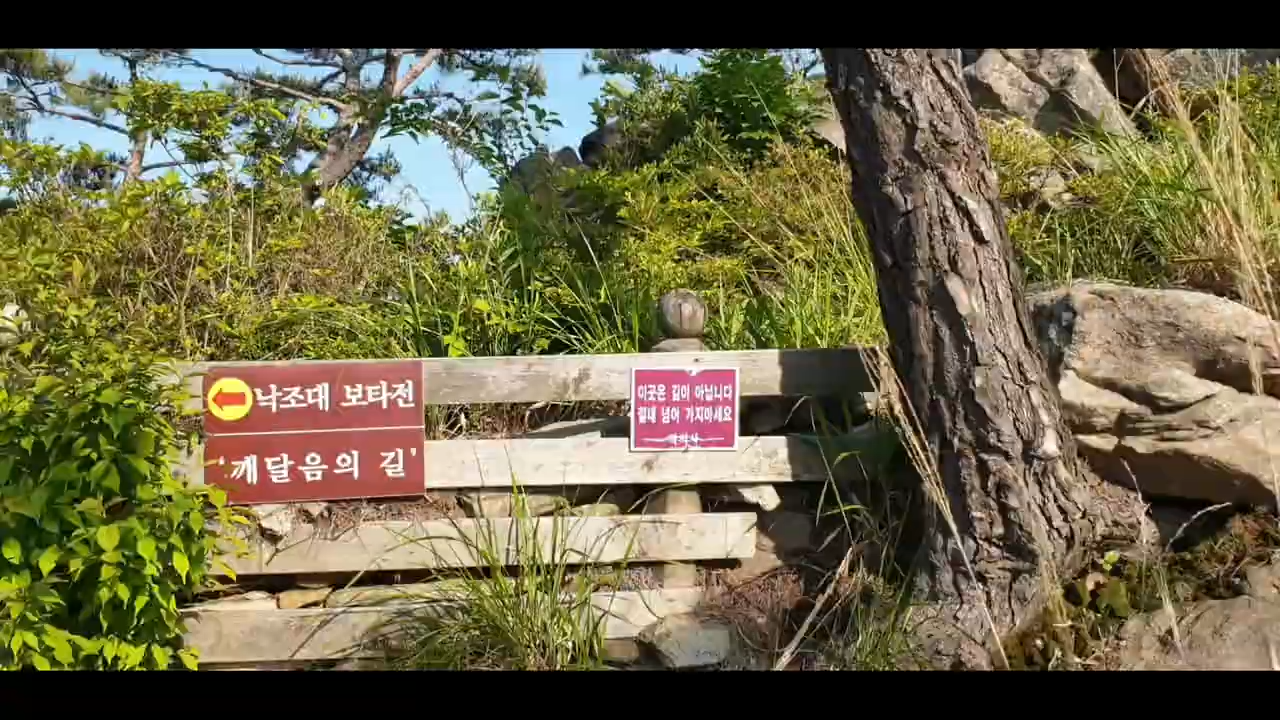 낙조대 보타전
'깨달음의 길'
이곳은 길이 아닙니다
절대 넘어 가지마세요